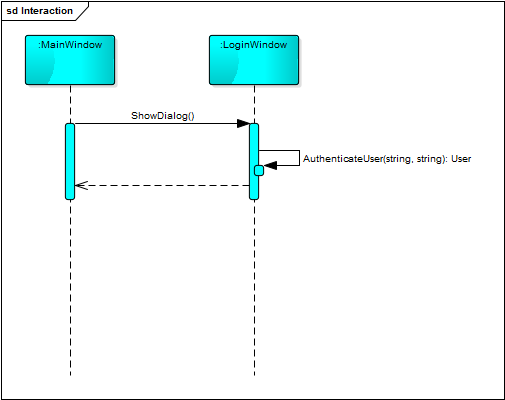 sd Interaction
:MainWindow
:LoginWindow
ShowDialog()
AuthenticateUser(string, string): User